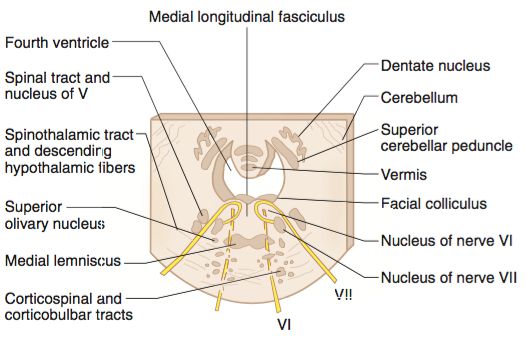 Medial longitudinal fasciculus
Fourth ventricle
Spinal tract and
nucleus of V
Spinothalamic tract
and descending
hypothalamic fibers
Superior
olivary nucleus
Medial lemniscus
Corticospinal and
corticobulbar tracts
Dentate nucleus
Cerebellum
Superior
cerebellar peduncle
Vermis
Facial colliculus
Nucleus of nerve VI
Nucleus of nerve VII
VII
VI